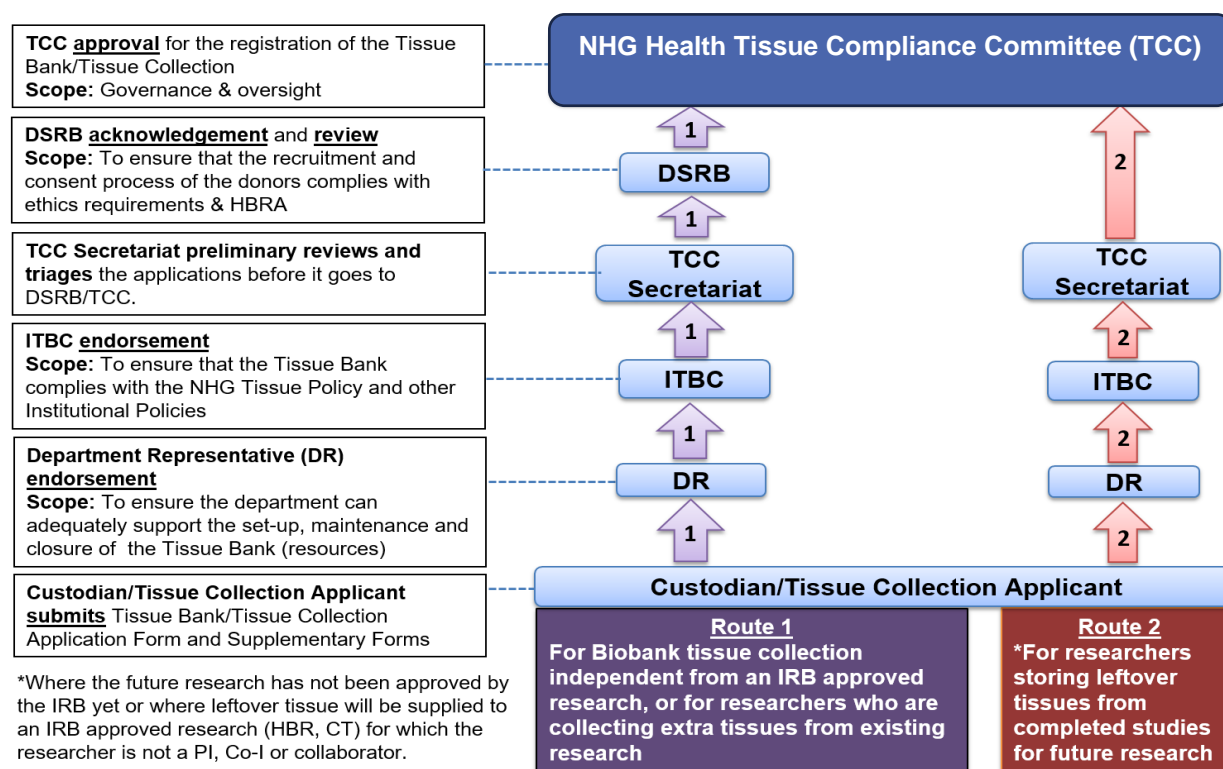 TCC approval for the registration of the Tissue
Bank/Tissue Collection
Scope: Governance & oversight
NHG Health Tissue Compliance Committee (TCC)
DSRB acknowledgement and review
Scope: To ensure that the recruitment and
consent process of the donors complies with
ethics requirements & HBRA
1
DSRB
2
TCC Secretariat preliminary reviews and
triages the applications before it goes to
DSRB/TCC.
1
TCC
Secretariat
TCC
Secretariat
ITBC endorsement
Scope: To ensure that the Tissue Bank
complies with the NHG Tissue Policy and other
Institutional Policies
1
ITBC
2
ITBC
Department Representative (DR)
endorsement
Scope: To ensure the department can
adequately support the set-up, maintenance and
closure of the Tissue Bank (resources)
1
DR
2
DR
Custodian/Tissue Collection Applicant
submits Tissue Bank/Tissue Collection
Application Form and Supplementary Forms
1
2
Custodian/Tissue Collection Applicant
*Where the future research has not been approved by
the IRB yet or where leftover tissue will be supplied to
an IRB approved research (HBR, CT) for which the
researcher is not a PI, Co-I or collaborator.
Route 1
For Biobank tissue collection
independent from an IRB approved
research, or for researchers who are
collecting extra tissues from existing
research
Route 2
*For researchers
storing leftover
tissues from
completed studies
for future research